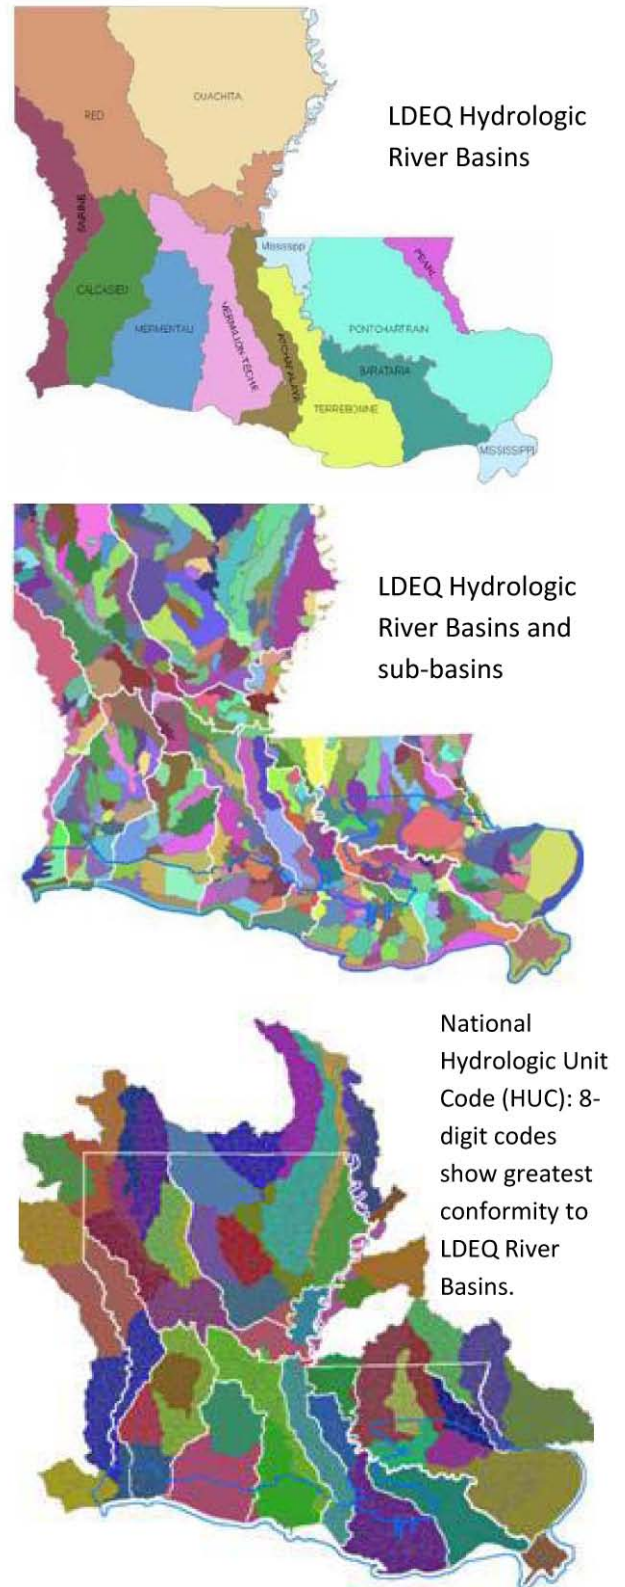 OUACHITA
RED
LDEQ Hydrologic
River Basins
SABINE
Mississippi
PEARL
CALCASIEU
MERMENTAU
VERMILION-TECHE
ATCHAFALAYA
PONTCHARTRAIN
BARATARIA
TERREBONNE
MISSISSIPPI
LDEQ Hydrologic
River Basins and
sub-basins
National
Hydrologic Unit
Code (HUC): 8-
digit codes
show greatest
conformity to
LDEQ River
Basins.